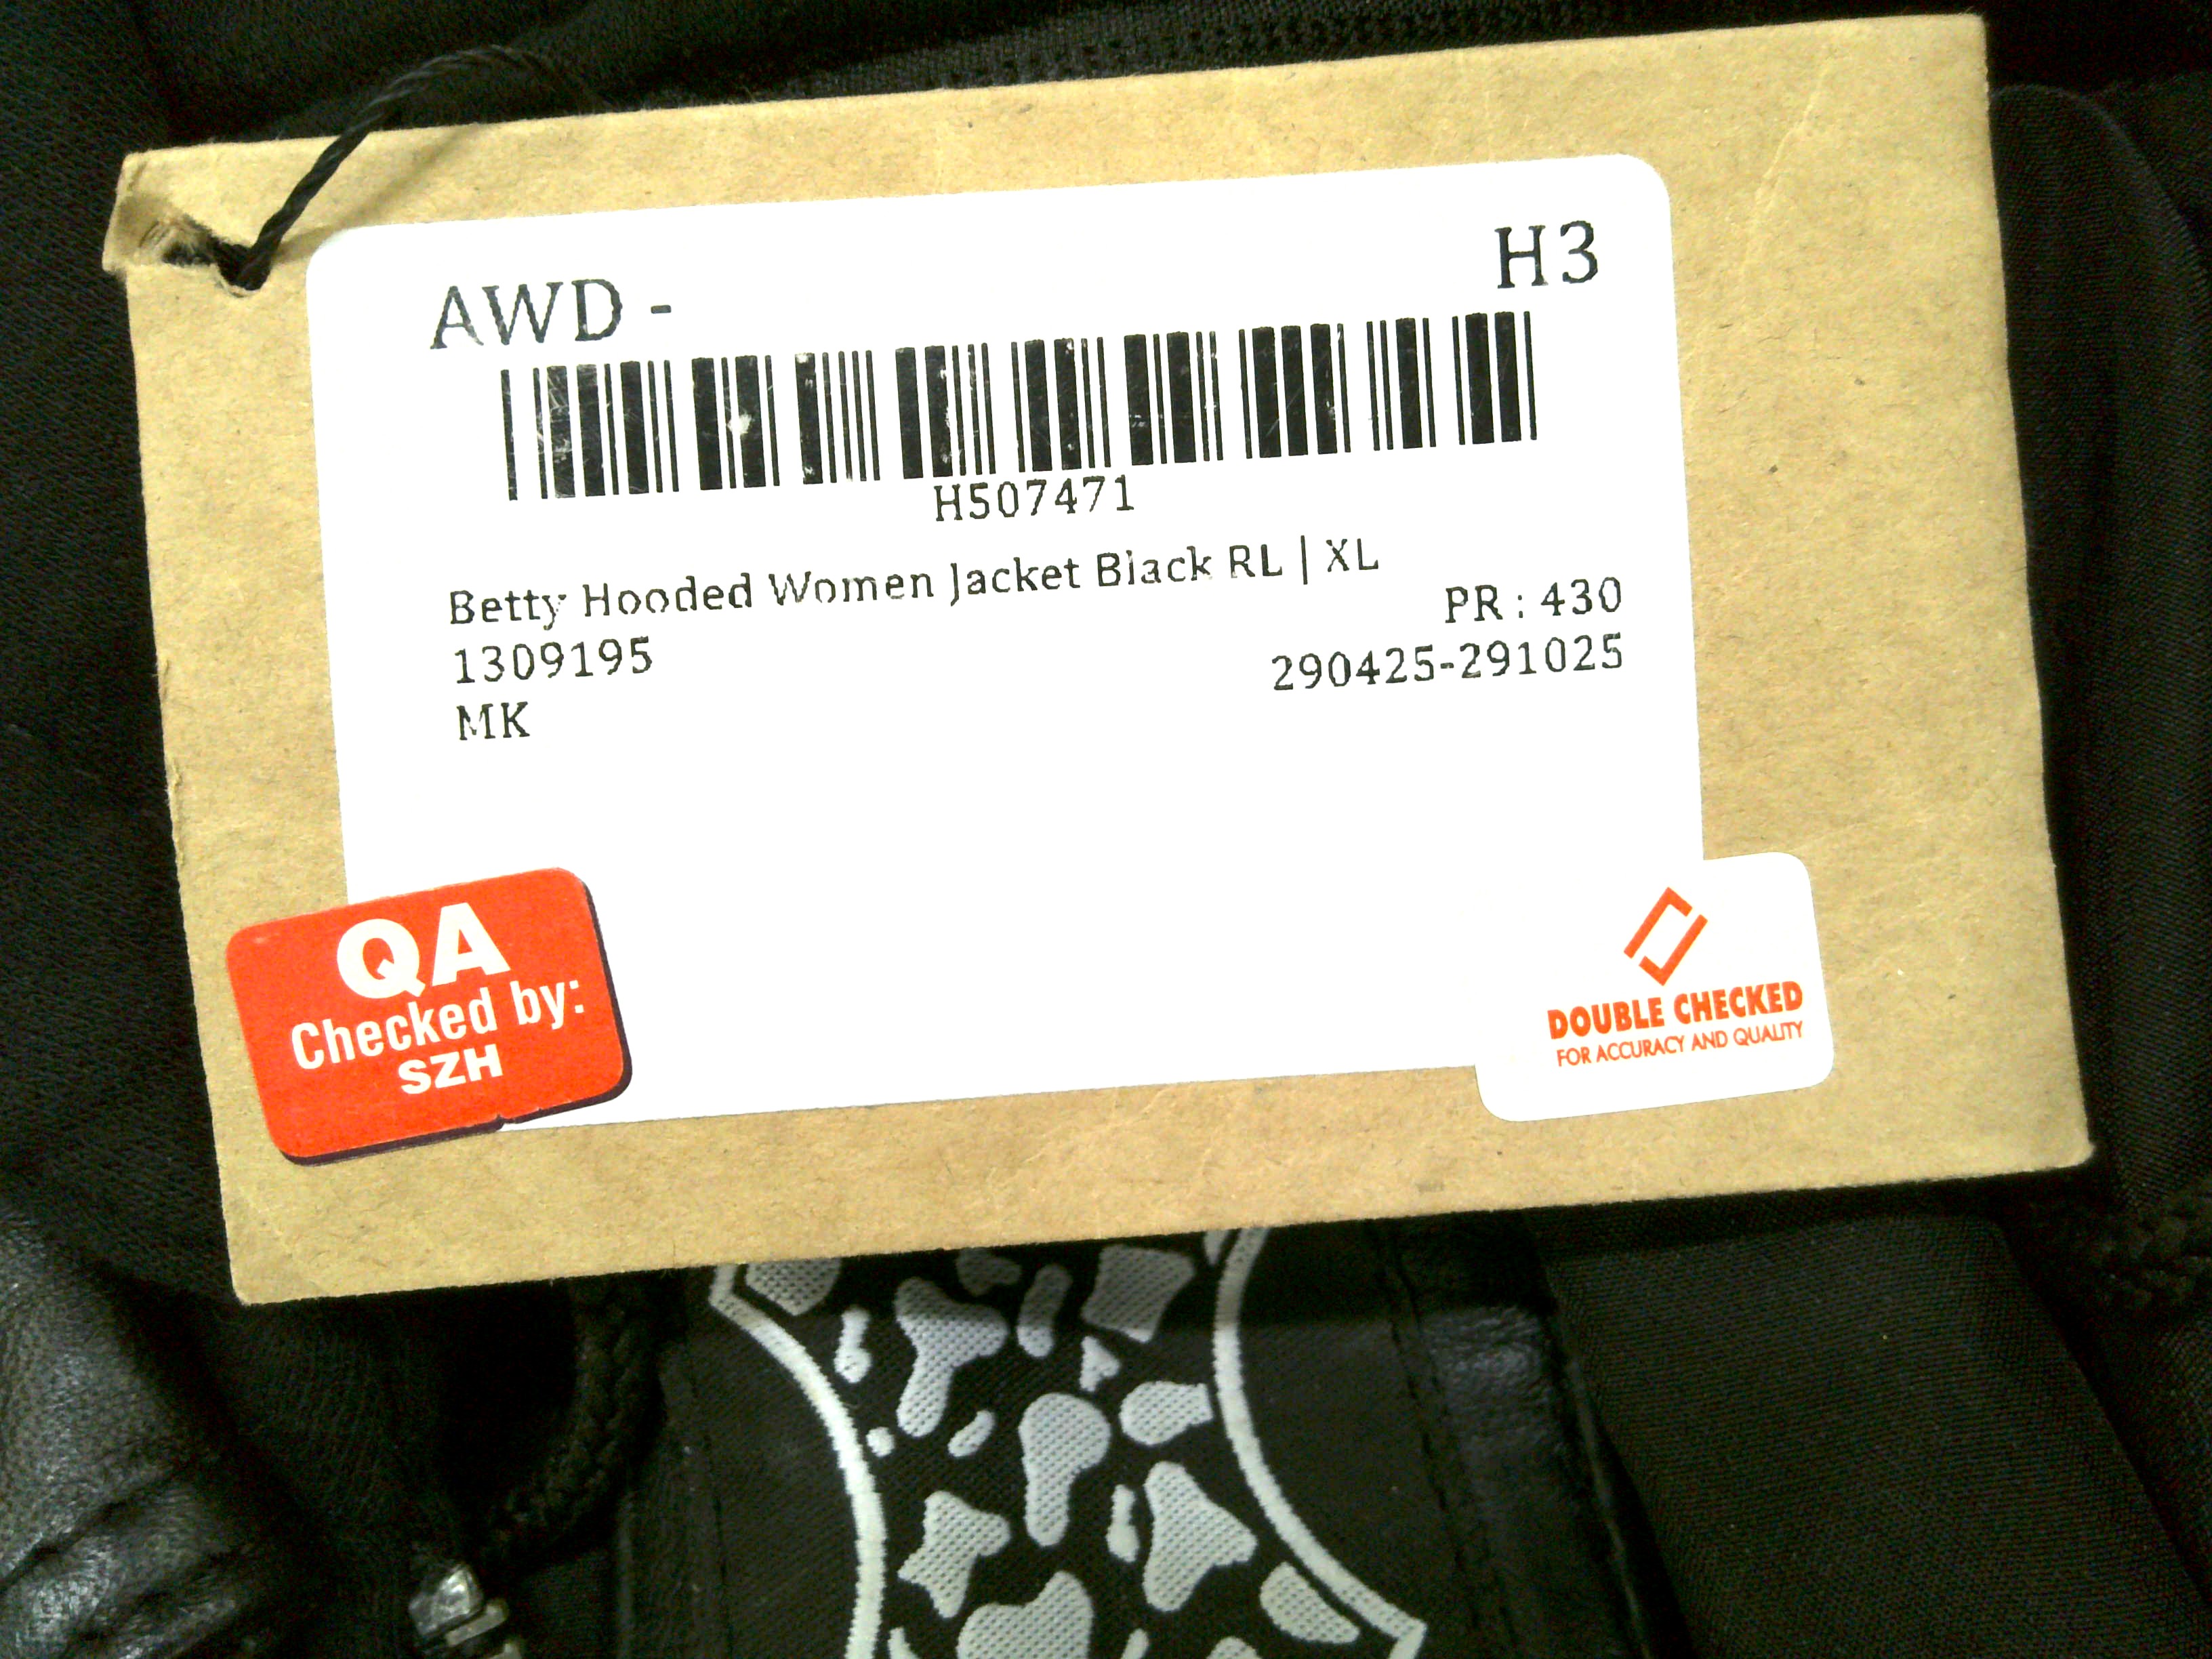 AWD -
H3
H507471
Betty Hooded Women Jacket Black RL | XL
PR : 430
1309195
290425-291025
MK
QA
Checked by:
SZH
DOUBLE CHECKED
FOR ACCURACY AND QUALITY